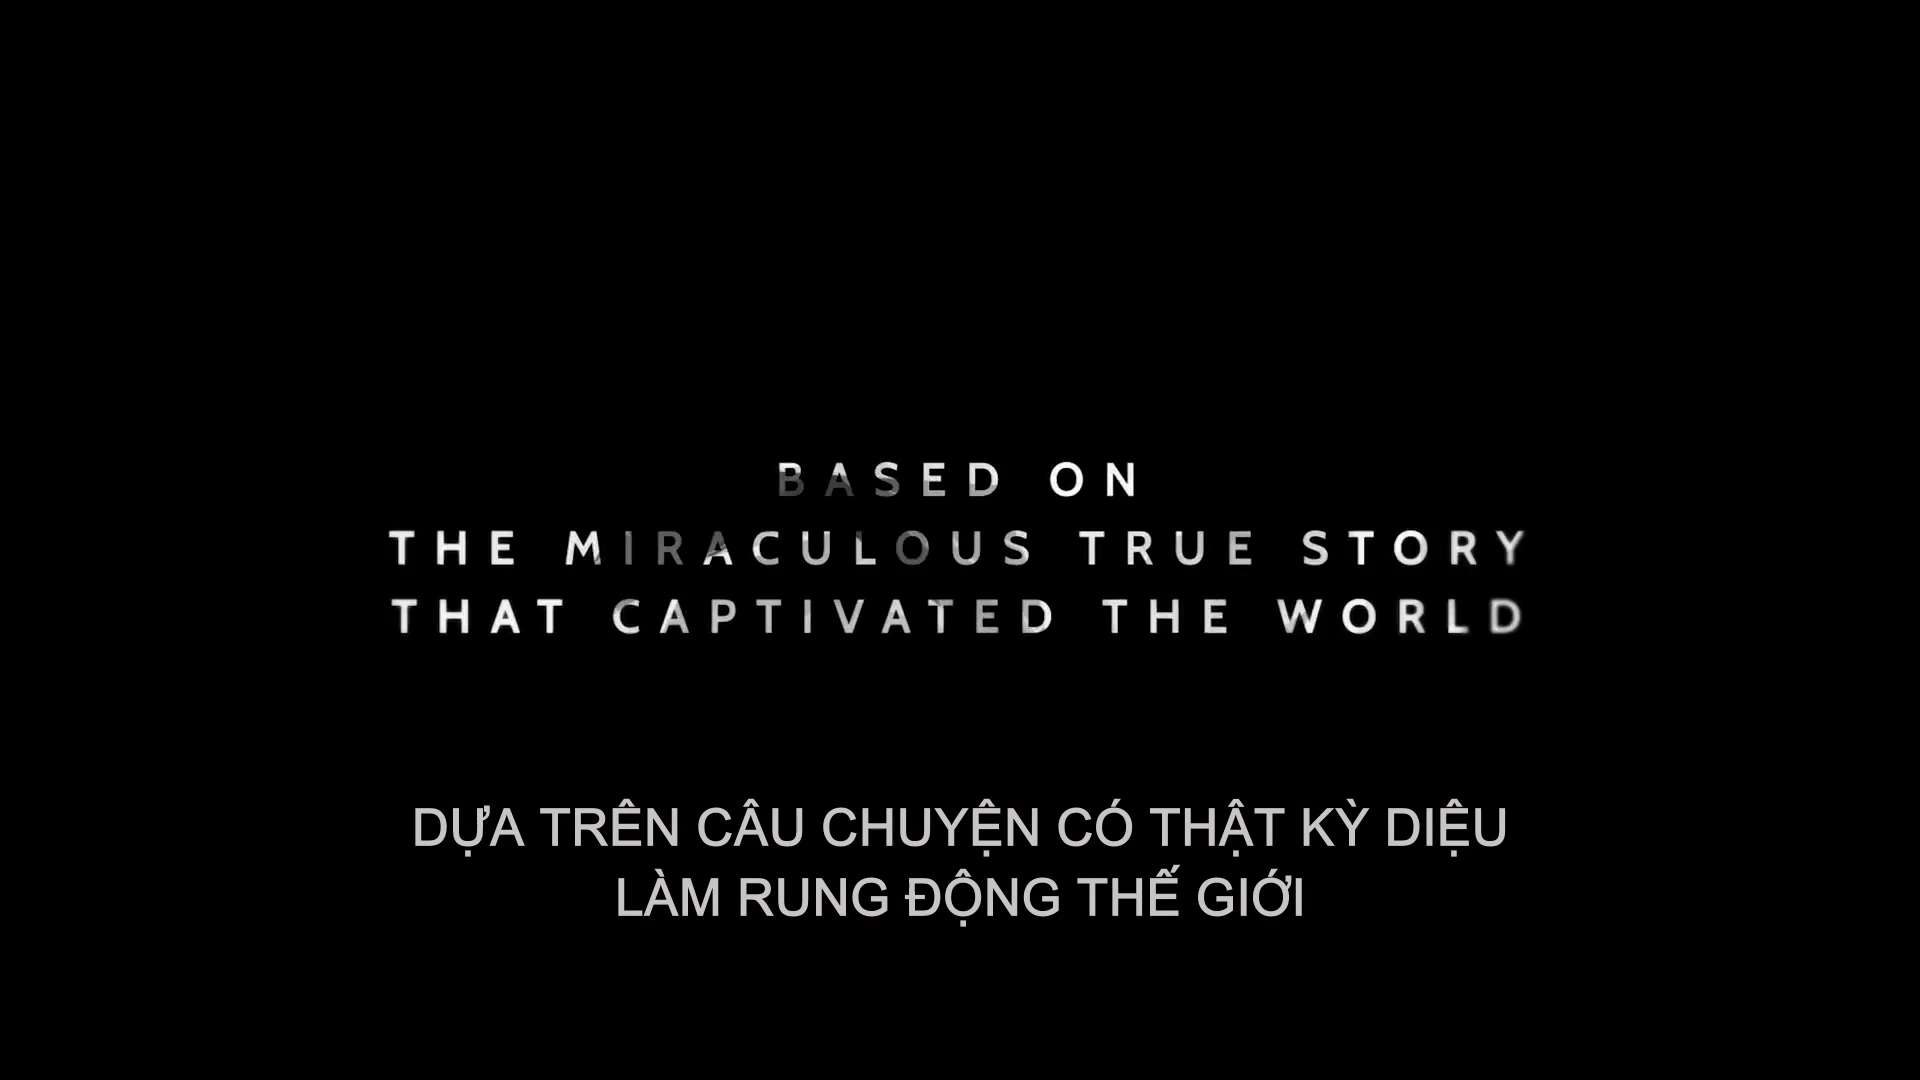 BASED ON
THE MIRACULOUS TRUE STORY
THAT CAPTIVATED THE WORLD
DỰA TRÊN CÂU CHUYỆN CÓ THẬT KỲ DIỆU
LÀM RUNG ĐỘNG THẾ GIỚI